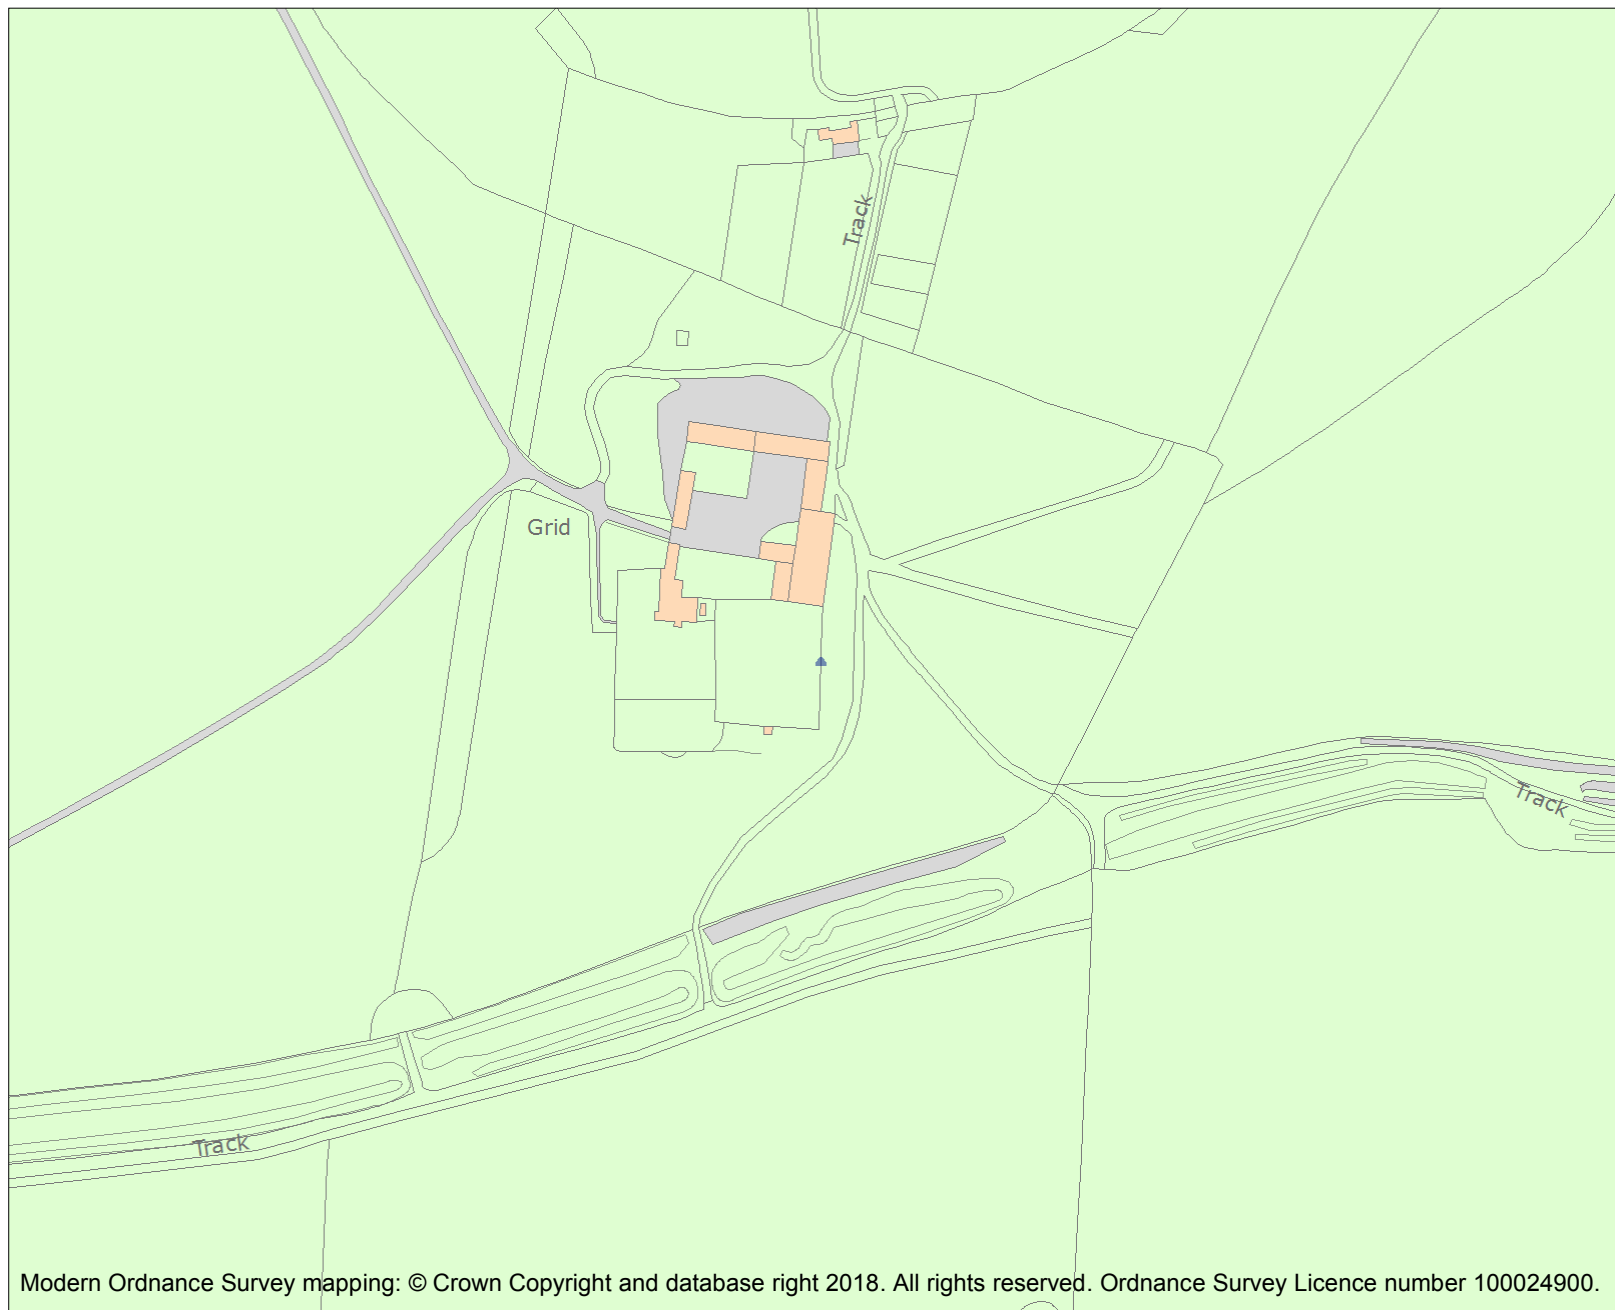 Track
Grid
Track
Track
Modern Ordnance Survey mapping: © Crown Copyright and database right 2018. All rights reserved. Ordnance Survey Licence number 100024900.